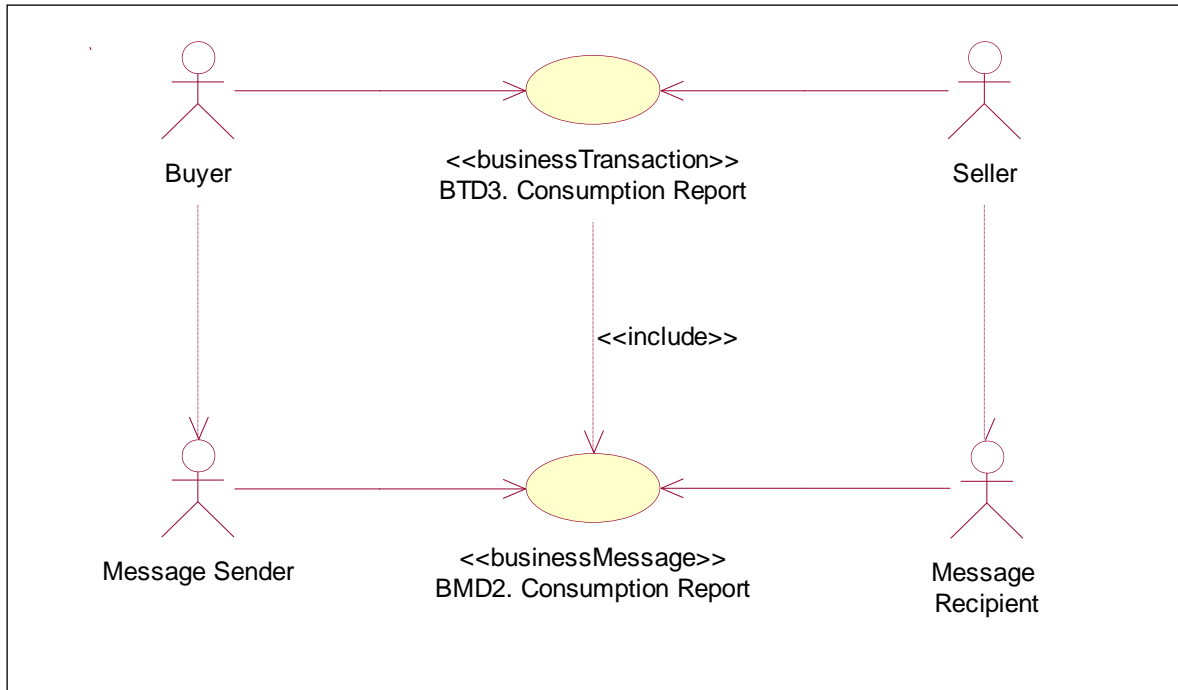 Buyer
<<businessTransaction>>
BTD3. Consumption Report
Seller
<<include>>
Message Sender
<<businessMessage>>
BMD2. Consumption Report
Message
Recipient